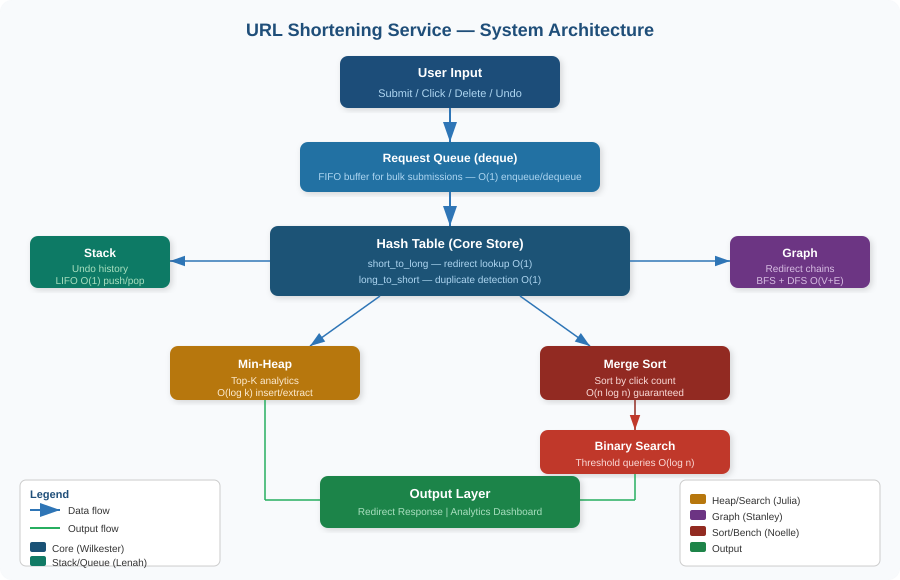 URL Shortening Service — System Architecture
User Input
Submit / Click / Delete / Undo
Request Queue (deque)
FIFO buffer for bulk submissions — O(1) enqueue/dequeue
Hash Table (Core Store)
short_to_long — redirect lookup O(1)
long_to_short — duplicate detection O(1)
Stack
Undo history
LIFO O(1) push/pop
Graph
Redirect chains
BFS + DFS O(V+E)
Min-Heap
Top-K analytics
O(log k) insert/extract
Merge Sort
Sort by click count
O(n log n) guaranteed
Binary Search
Threshold queries O(log n)
Output Layer
Redirect Response | Analytics Dashboard
Legend
Data flow
Output flow
Core (Wilkester)
Stack/Queue (Lenah)
Heap/Search (Julia)
Graph (Stanley)
Sort/Bench (Noelle)
Output